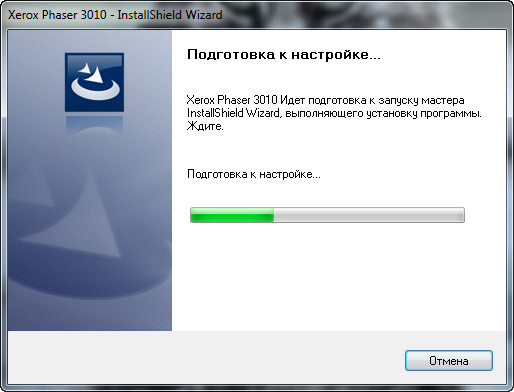 Xerox Phaser 3010 - InstallShield Wizard
Подготовка к настройке...
Xerox Phaser 3010 Идет подготовка к запуску мастера
InstallShield Wizard, выполняющего установку программы.
Ждите.
Подготовка к настройке...
Отмена